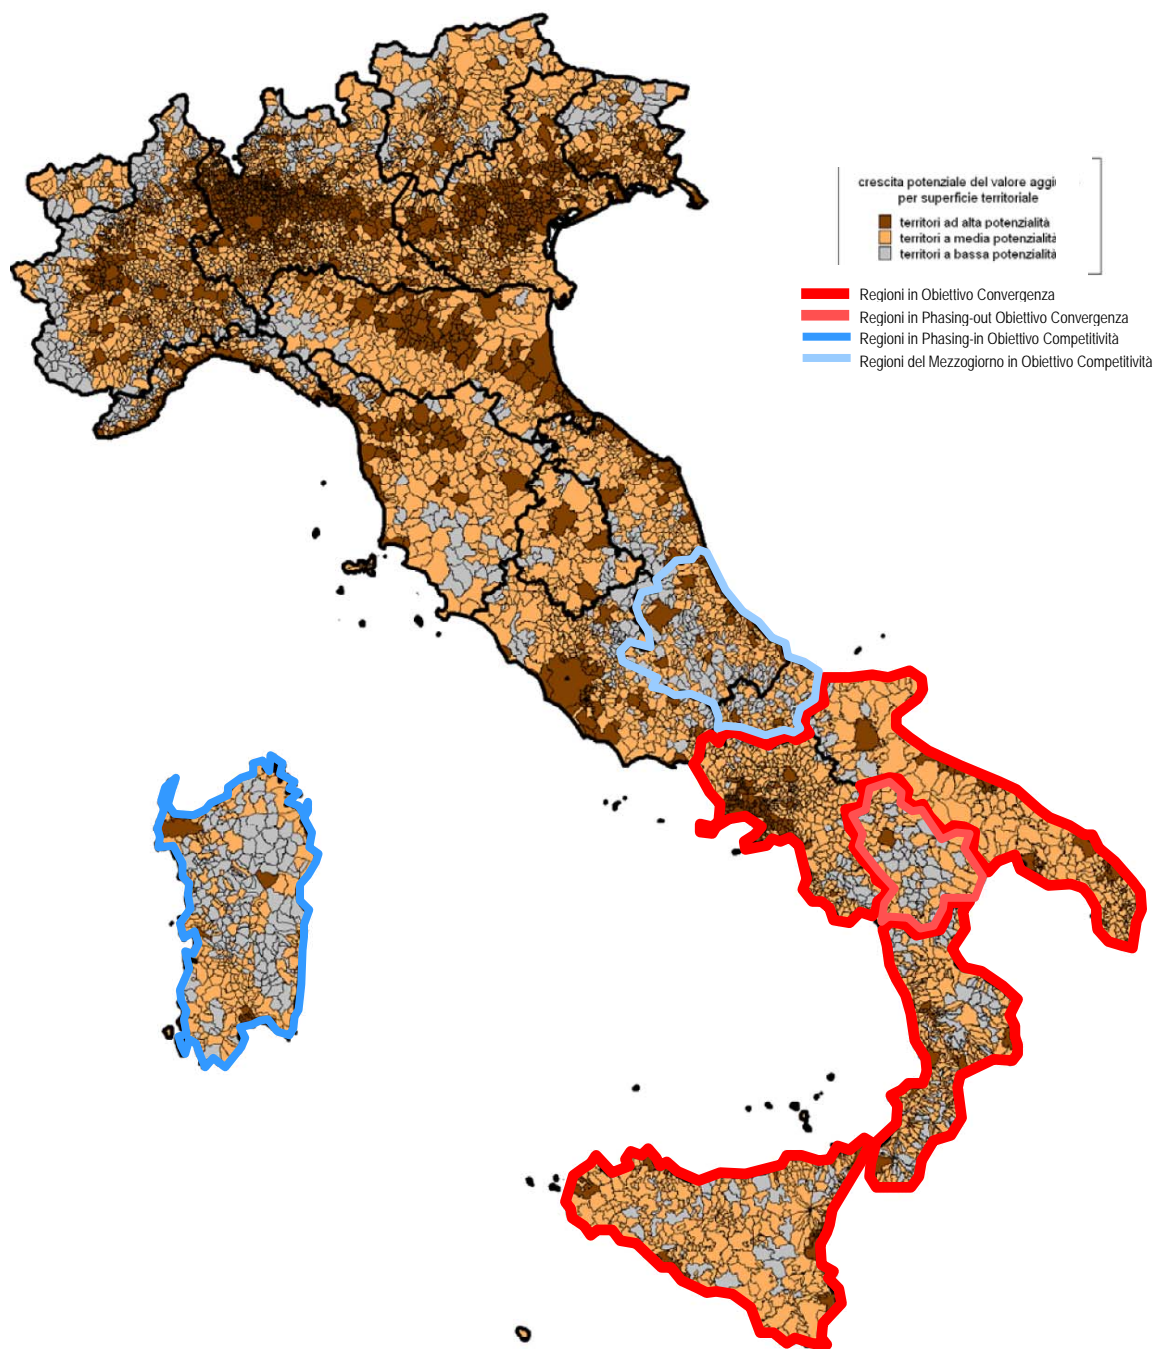 crescita potenziale del valore aggi
per superficie territoriale
territori ad alta potenzialità
territori a media potenzialità
territori a bassa potenzialità
Regioni in Obiettivo Convergenza
Regioni in Phasing-out Obiettivo Convergenza
Regioni in Phasing-in Obiettivo Competitività
Regioni del Mezzogiorno in Obiettivo Competitività